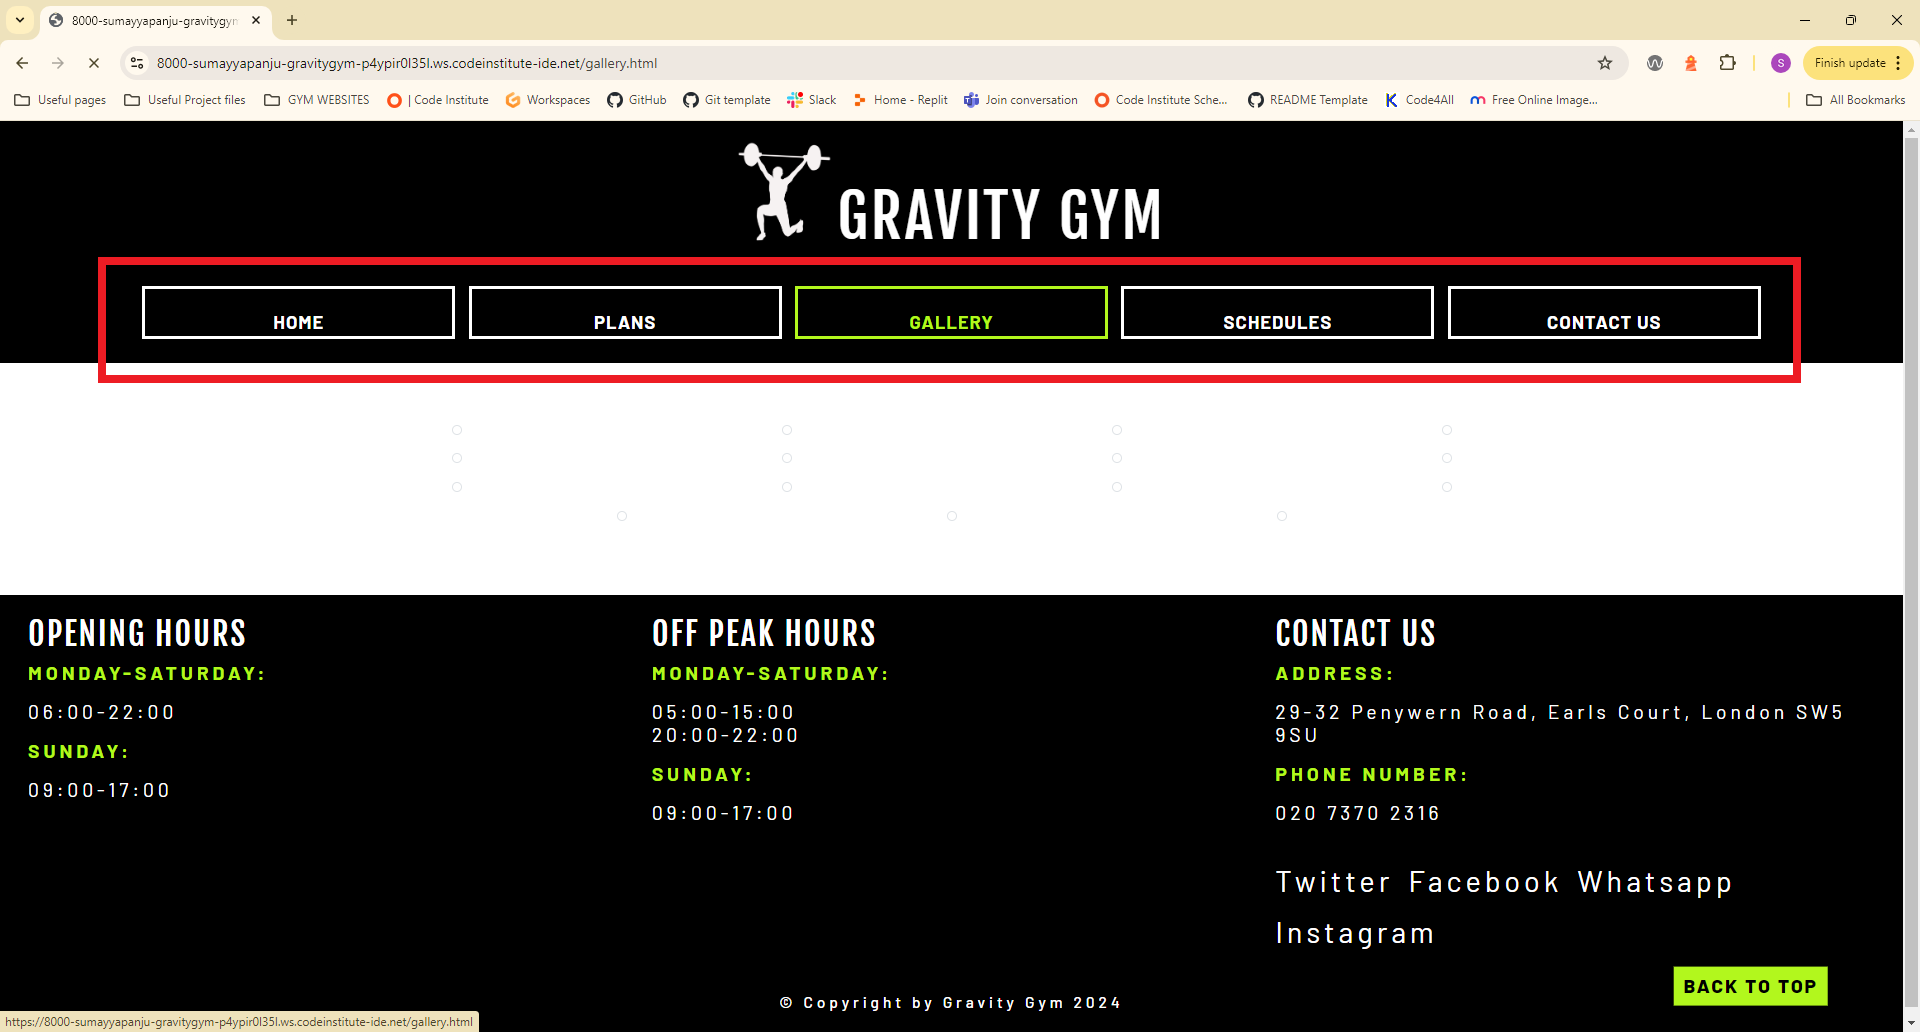 8000-sumayyapanju-gravitygym
8000-sumayyapanju-gravitygym-p4ypir0l35l.ws.codeinstitute-ide.net/gallery.html
S
Finish update
Useful pages
Useful Project files
GYM WEBSITES
| Code Institute
Workspaces
GitHub
Git template
Slack
Home - Replit
Join conversation
Code Institute Sche...
README Template
Code4All
Free Online Image...
All Bookmarks
GRAVITY GYM
HOME
PLANS
GALLERY
SCHEDULES
CONTACT US
OPENING HOURS
MONDAY-SATURDAY:
06:00-22:00
SUNDAY:
09:00-17:00
OFF PEAK HOURS
MONDAY-SATURDAY:
05:00-15:00
20:00-22:00
SUNDAY:
09:00-17:00
CONTACT US
ADDRESS:
29-32 Penywern Road, Earls Court, London SW5
9SU
PHONE NUMBER:
020 7370 2316
Twitter Facebook Whatsapp
Instagram
BACK TO TOP
© Copyright by Gravity Gym 2024
https://8000-sumayyapanju-gravitygym-p4ypir0l35l.ws.codeinstitute-ide.net/gallery.html